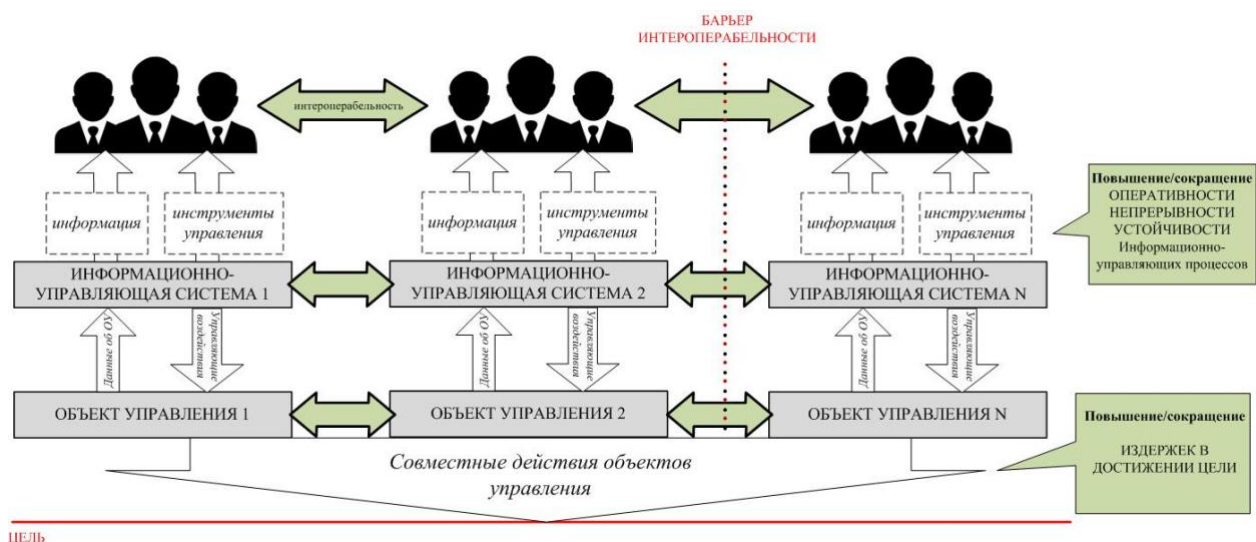 БАРЬЕР
ИНТЕРОПЕРАБЕЛЬНОСТИ
интероперабельность
информация
инструменты
управления
информация
инструменты
управления
информация
инструменты
управления
Повышение/сокращение
ОПЕРАТИВНОСТИ
НЕПРЕРЫВНОСТИ
УСТОЙЧИВОСТИ
Информационно-
управляющих процессов
ИНФОРМАЦИОННО-
УПРАВЛЯЮЩАЯ СИСТЕМА 1
ИНФОРМАЦИОННО-
УПРАВЛЯЮЩАЯ СИСТЕМА 2
ИНФОРМАЦИОННО-
УПРАВЛЯЮЩАЯ СИСТЕМА N
Данные об ОУ
Управляющие
воздействия
Данные об ОУ
Управляющие
воздействия
Данные об ОУ
Управляющие
воздействия
ОБЪЕКТ УПРАВЛЕНИЯ 1
ОБЪЕКТ УПРАВЛЕНИЯ 2
ОБЪЕКТ УПРАВЛЕНИЯ N
Повышение/сокращение
ИЗДЕРЖЕК В
ДОСТИЖЕНИИ ЦЕЛИ
Совместные действия объектов
управления
ЦЕЛЬ